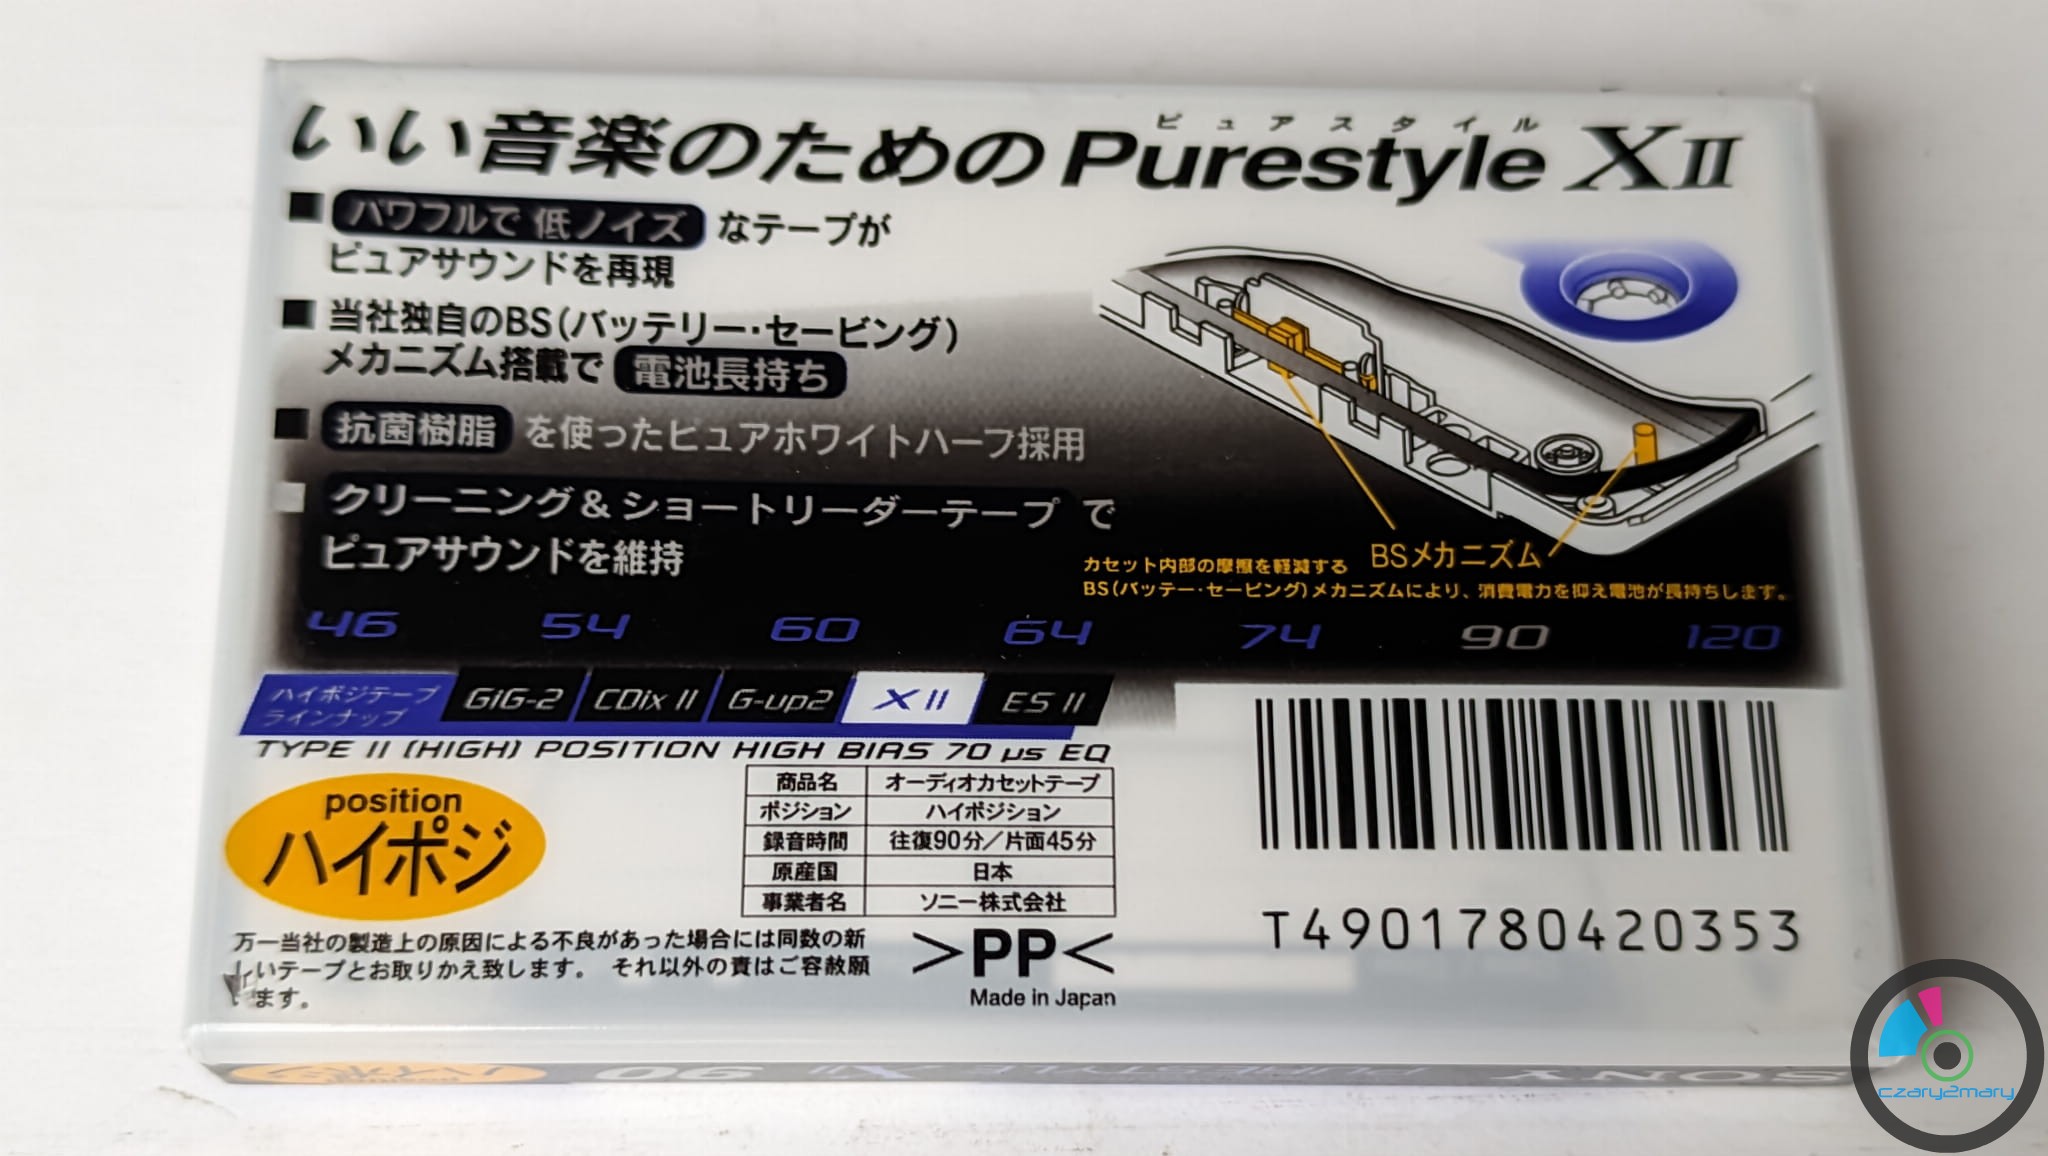 いい音楽のための Purestyle XII
ピュアスタイル
■ パワフルで 低ノイズ なテープが
ピュアサウンドを再現
■ 当社独自のBS(バッテリー・セービング)
メカニズム搭載で 電池長持ち
■ 抗菌樹脂 を使ったピュアホワイトハーフ採用
■ クリーニング&ショートリーダーテープ で
ピュアサウンドを維持
BSメカニズム
カセット内部の摩擦を軽減する
BS(バッテー・セービング)メカニズムにより、消費電力を抑え電池が長持ちします。
46 54 60 64 74 90 120
ハイポジテープ
ラインナップ
GiG-2 CDix II G-up2 X II ES II
TYPE II (HIGH) POSITION HIGH BIAS 70 µs EQ
position
ハイポジ
商品名 オーディオカセットテープ
ポジション ハイポジション
録音時間 往復90分/片面45分
原産国 日本
事業者名 ソニー株式会社
万一当社の製造上の原因による不良があった場合には同数の新
しいテープとお取りかえ致します。 それ以外の責はご容赦願
います。
>PP<
Made in Japan
T4901780420353
ハイポジ 90 XII PURESTYLE SONY
czary2mary